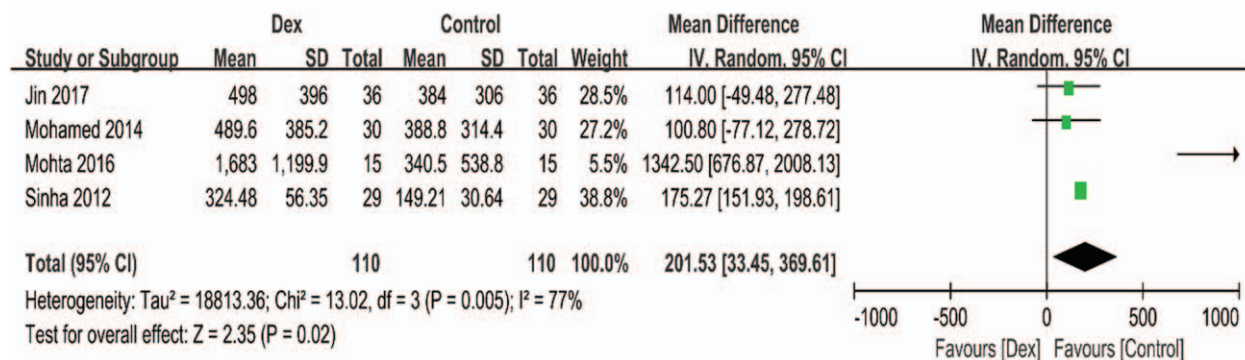 Dex Control Mean Difference Mean Difference
Study or Subgroup Mean SD Total Mean SD Total Weight IV, Random, 95% CI IV, Random, 95% CI
Jin 2017 498 396 36 384 306 36 28.5% 114.00 [-49.48, 277.48]
Mohamed 2014 489.6 385.2 30 388.8 314.4 30 27.2% 100.80 [-77.12, 278.72]
Mohta 2016 1,683 1,199.9 15 340.5 538.8 15 5.5% 1342.50 [676.87, 2008.13]
Sinha 2012 324.48 56.35 29 149.21 30.64 29 38.8% 175.27 [151.93, 198.61]
Total (95% CI) 110 110 100.0% 201.53 [33.45, 369.61]
Heterogeneity: Tau² = 18813.36; Chi² = 13.02, df = 3 (P = 0.005); I² = 77%
Test for overall effect: Z = 2.35 (P = 0.02)
-1000 -500 0 500 1000
Favours [Dex] Favours [Control]